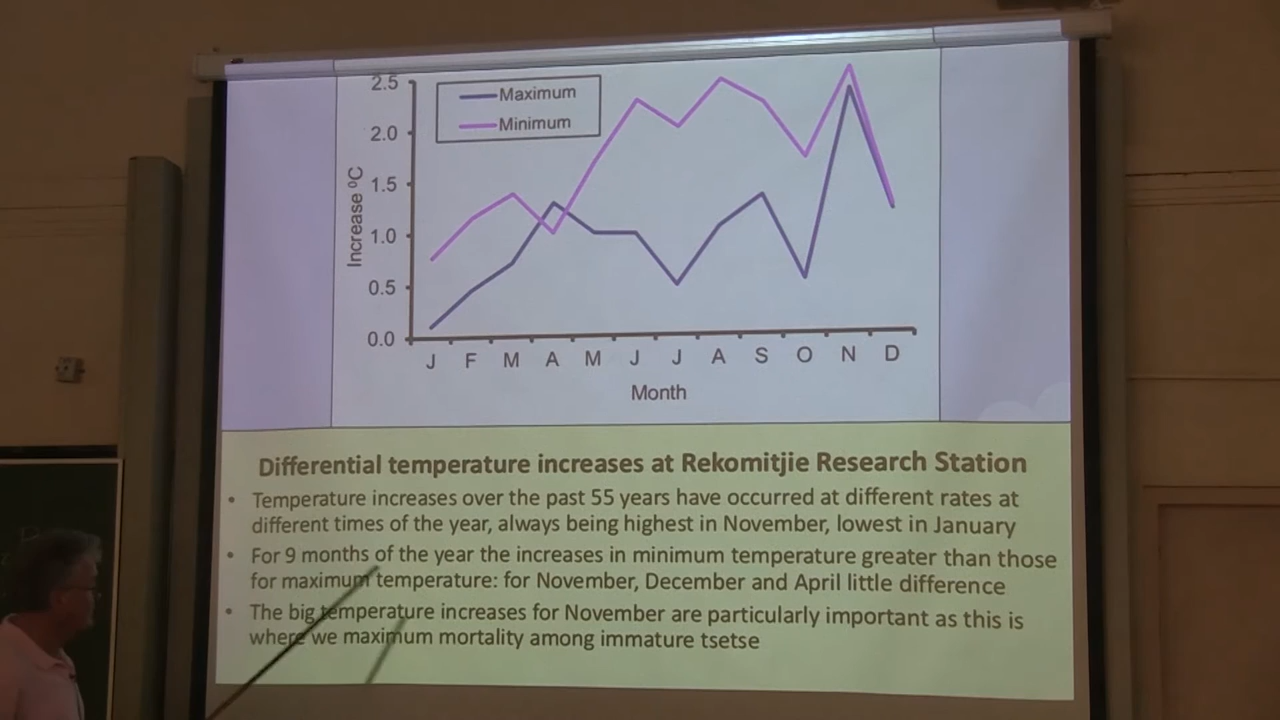 2.5
Maximum
Minimum
2.0
1.5
1.0
0.5
0.0
Increase ⁰C
J F M A M J J A S O N D
Month
Differential temperature increases at Rekomitjie Research Station
• Temperature increases over the past 55 years have occurred at different rates at
different times of the year, always being highest in November, lowest in January
• For 9 months of the year the increases in minimum temperature greater than those
for maximum temperature: for November, December and April little difference
• The big temperature increases for November are particularly important as this is
where we maximum mortality among immature tsetse